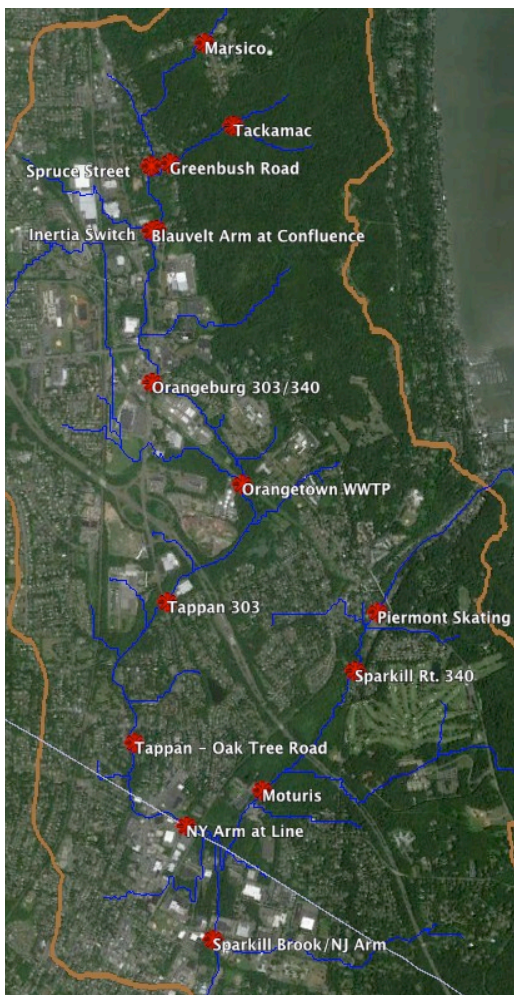 Marsico
Tackamac
Spruce Street
Greenbush Road
Inertia Switch
Blauvelt Arm at Confluence
Orangeburg 303/340
Orangetown WWTP
Tappan 303
Piermont Skating
Sparkill Rt. 340
Tappan - Oak Tree Road
Moturis
NY Arm at Line
Sparkill Brook/NJ Arm